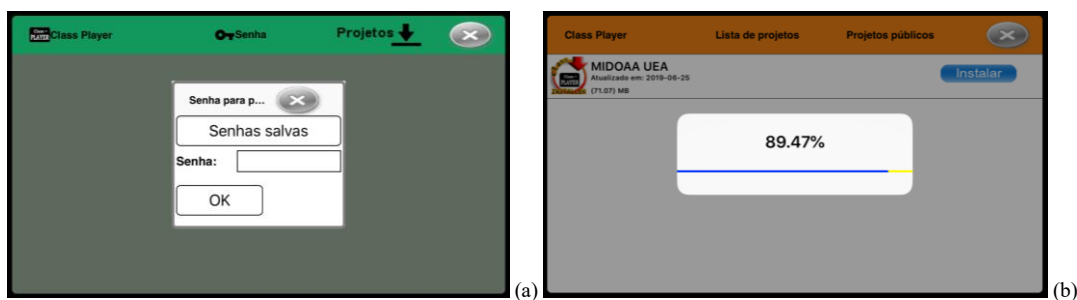 Class Player Senha Projetos
Senha para p...
Senhas salvas
Senha:
OK
(a)
Class Player Lista de projetos Projetos públicos
MIDOAA UEA
Atualizado em: 2019-06-25
Instalar
(71.07) MB
89.47%
(b)